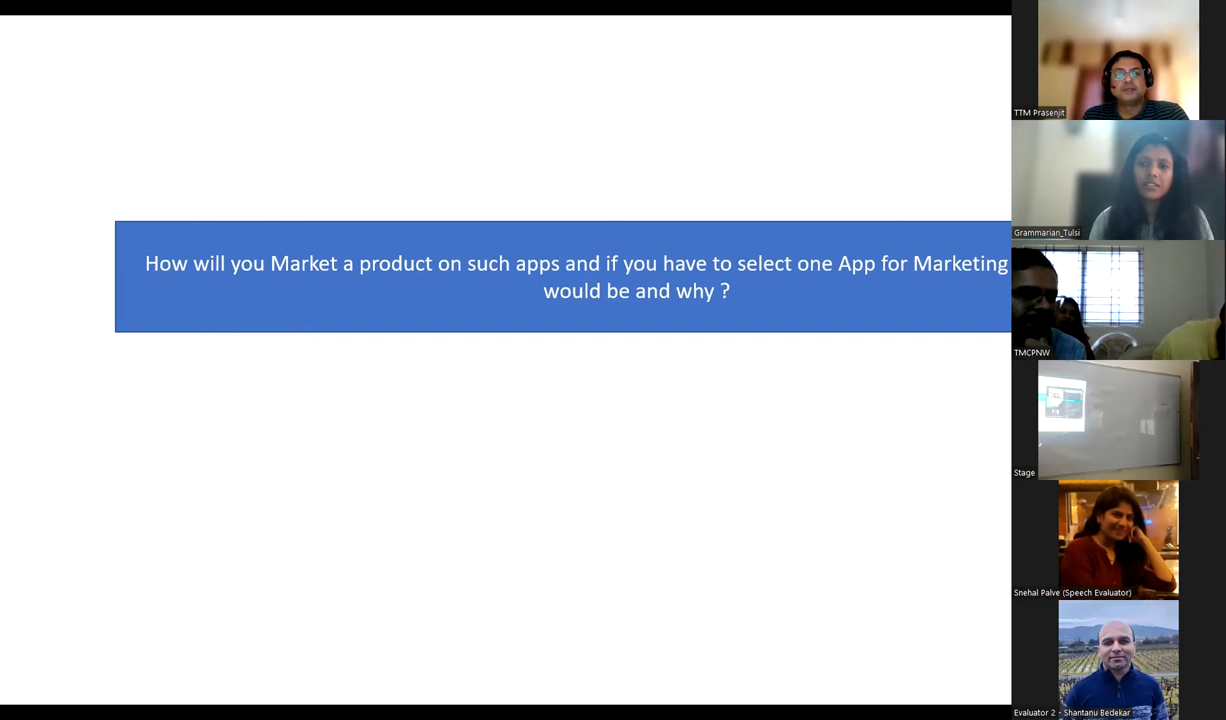 How will you Market a product on such apps and if you have to select one App for Marketing
would be and why ?
TTM Prasenjit
Grammarian_Tulsi
TMCPNW
Stage
Snehal Palve (Speech Evaluator)
Evaluator 2 - Shantanu Bedekar